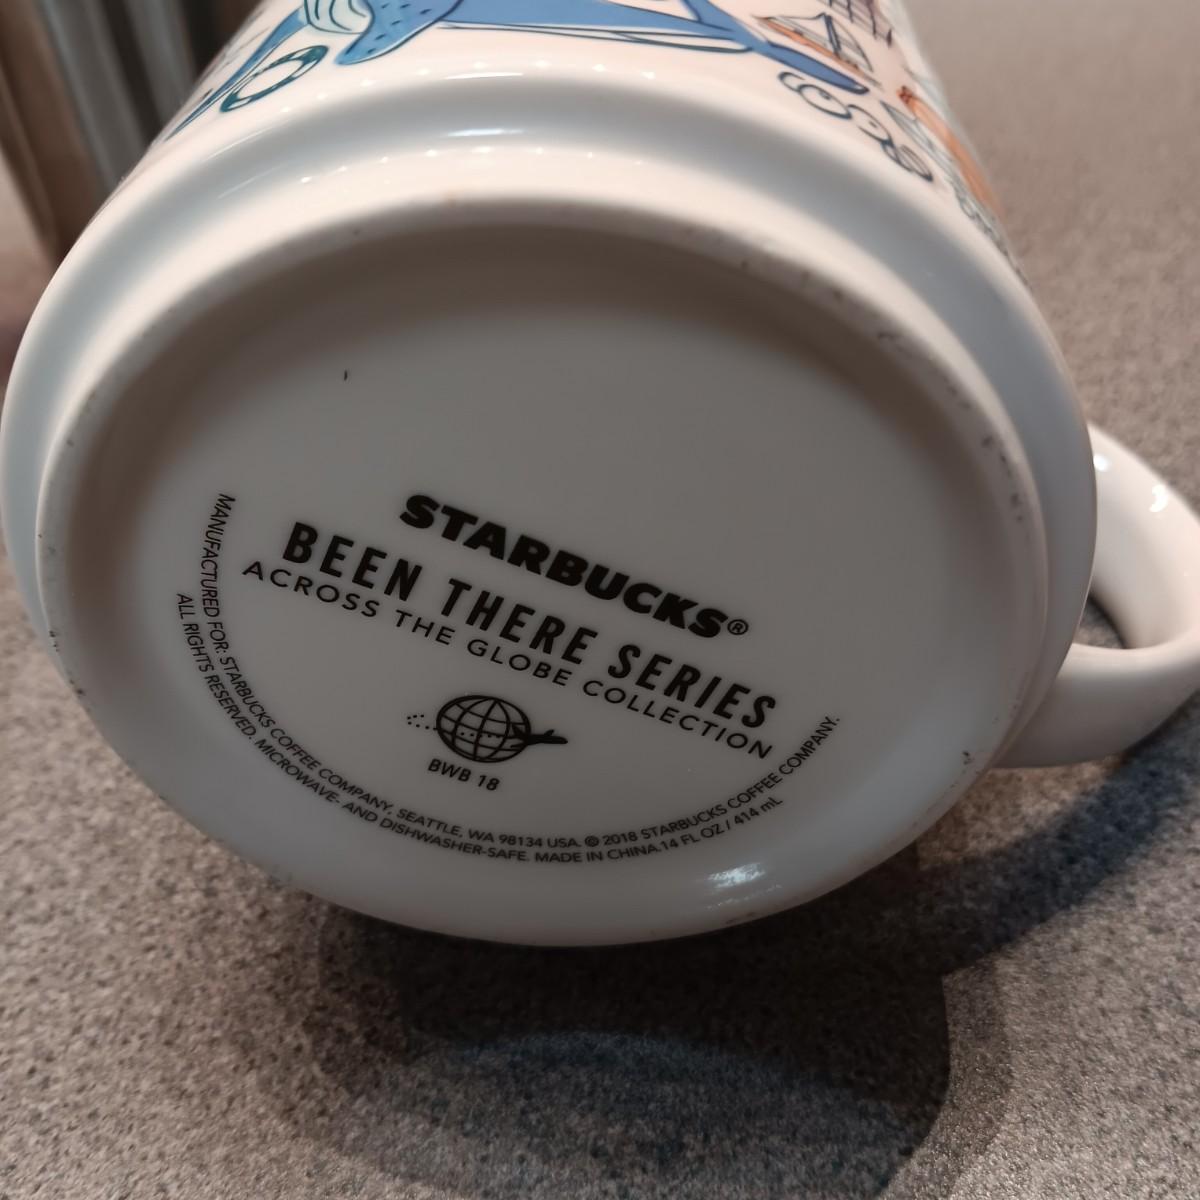 STARBUCKS®
BEEN THERE SERIES
ACROSS THE GLOBE COLLECTION
BWB 18
MANUFACTURED FOR: STARBUCKS COFFEE COMPANY, SEATTLE, WA 98134 USA. © 2018 STARBUCKS COFFEE COMPANY.
ALL RIGHTS RESERVED. MICROWAVE- AND DISHWASHER-SAFE. MADE IN CHINA.14 FL OZ / 414 mL